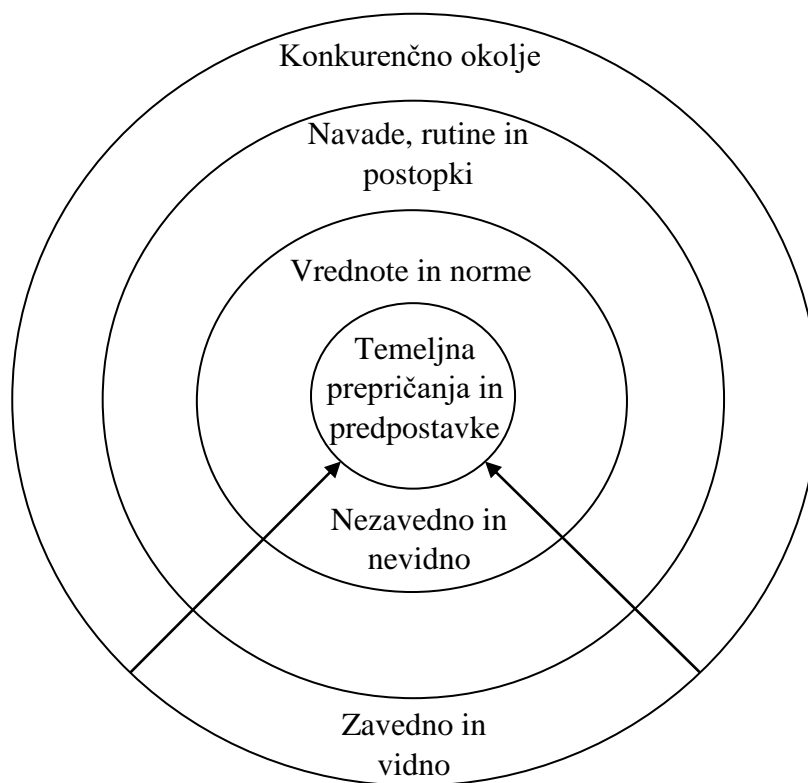 Konkurenčno okolje
Navade, rutine in
postopki
Vrednote in norme
Temeljna
prepričanja in
predpostavke
Nezavedno in
nevidno
Zavedno in
vidno